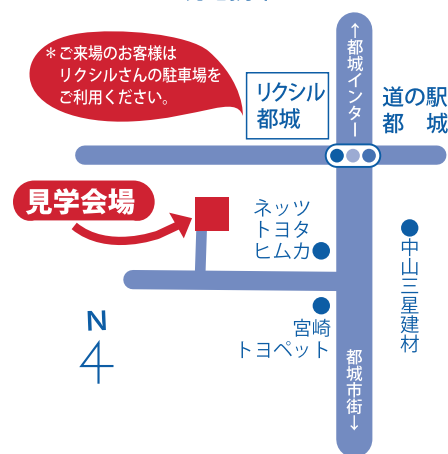 ＊ご来場のお客様は
リクシルさんの駐車場を
ご利用ください。
↑都城インター
リクシル
都城
道の駅
都　城
見学会場
ネッツ
トヨタ
ヒムカ
中山三星建材
宮崎
トヨペット
N
都城市街↓